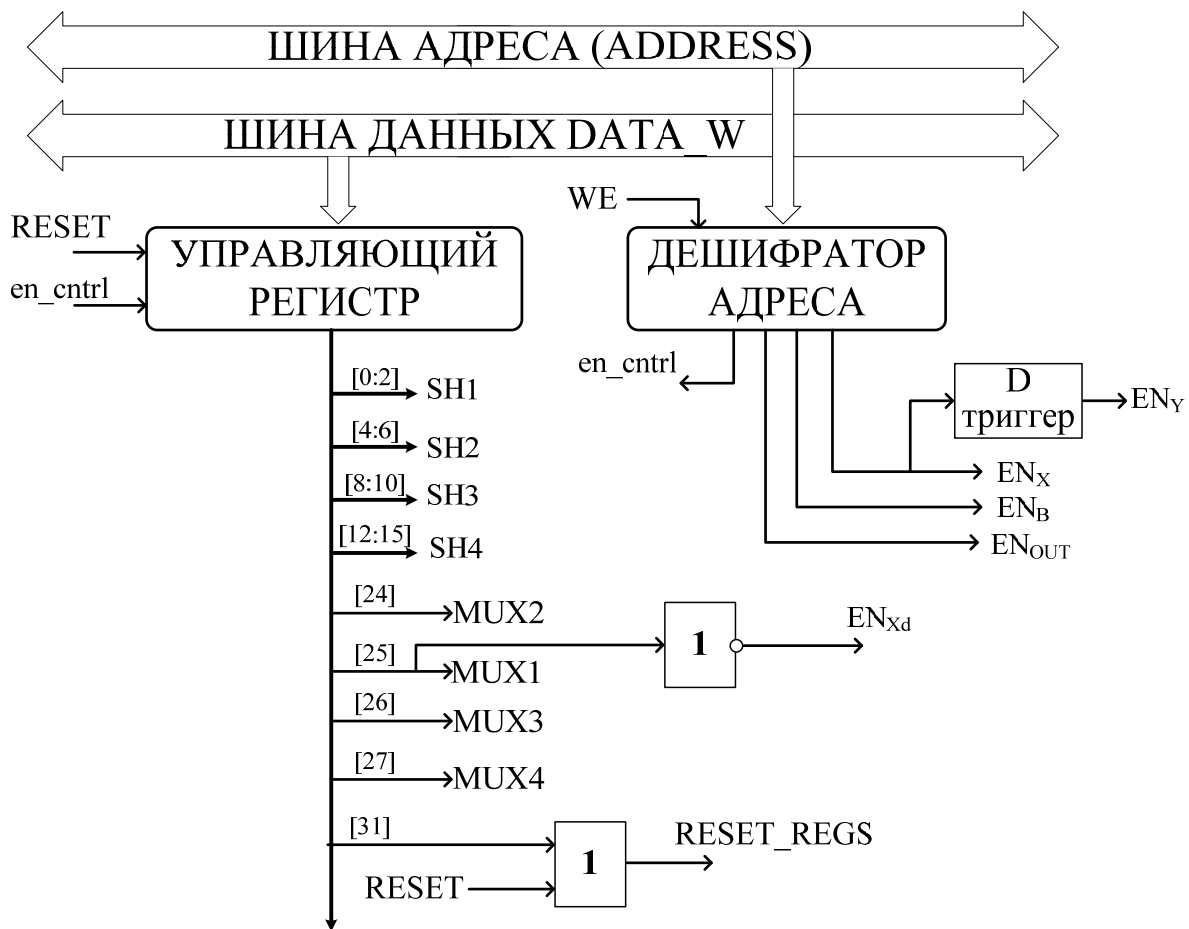 ШИНА АДРЕСА (ADDRESS)
ШИНА ДАННЫХ DATA_W
WE
RESET
en_cntrl
УПРАВЛЯЮЩИЙ
РЕГИСТР
ДЕШИФРАТОР
АДРЕСА
en_cntrl
D
триггер
ENY
[0:2]
SH1
[4:6]
SH2
[8:10]
SH3
[12:15]
SH4
ENX
ENB
ENOUT
[24]
MUX2
[25]
MUX1
1
ENXd
[26]
MUX3
[27]
MUX4
[31]
RESET
1
RESET_REGS